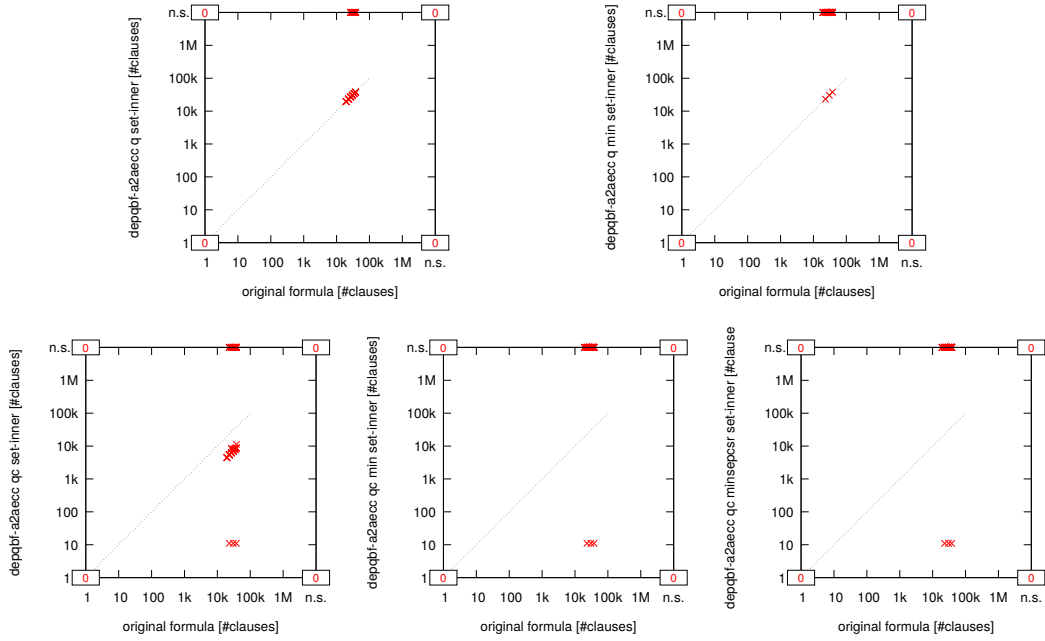 depqbf-a2aecc q set-inner [#clauses]
n.s. 0 0
1M
100k
10k
1k
100
10
1 0 0
1 10 100 1k 10k 100k 1M n.s.
original formula [#clauses]
depqbf-a2aecc q min set-inner [#clauses]
n.s. 0 0
1M
100k
10k
1k
100
10
1 0 0
1 10 100 1k 10k 100k 1M n.s.
original formula [#clauses]
depqbf-a2aecc qc set-inner [#clauses]
n.s. 0 0
1M
100k
10k
1k
100
10
1 0 0
1 10 100 1k 10k 100k 1M n.s.
original formula [#clauses]
depqbf-a2aecc qc min set-inner [#clauses]
n.s. 0 0
1M
100k
10k
1k
100
10
1 0 0
1 10 100 1k 10k 100k 1M n.s.
original formula [#clauses]
depqbf-a2aecc qc minsepcsr set-inner [#clause
n.s. 0 0
1M
100k
10k
1k
100
10
1 0 0
1 10 100 1k 10k 100k 1M n.s.
original formula [#clauses]